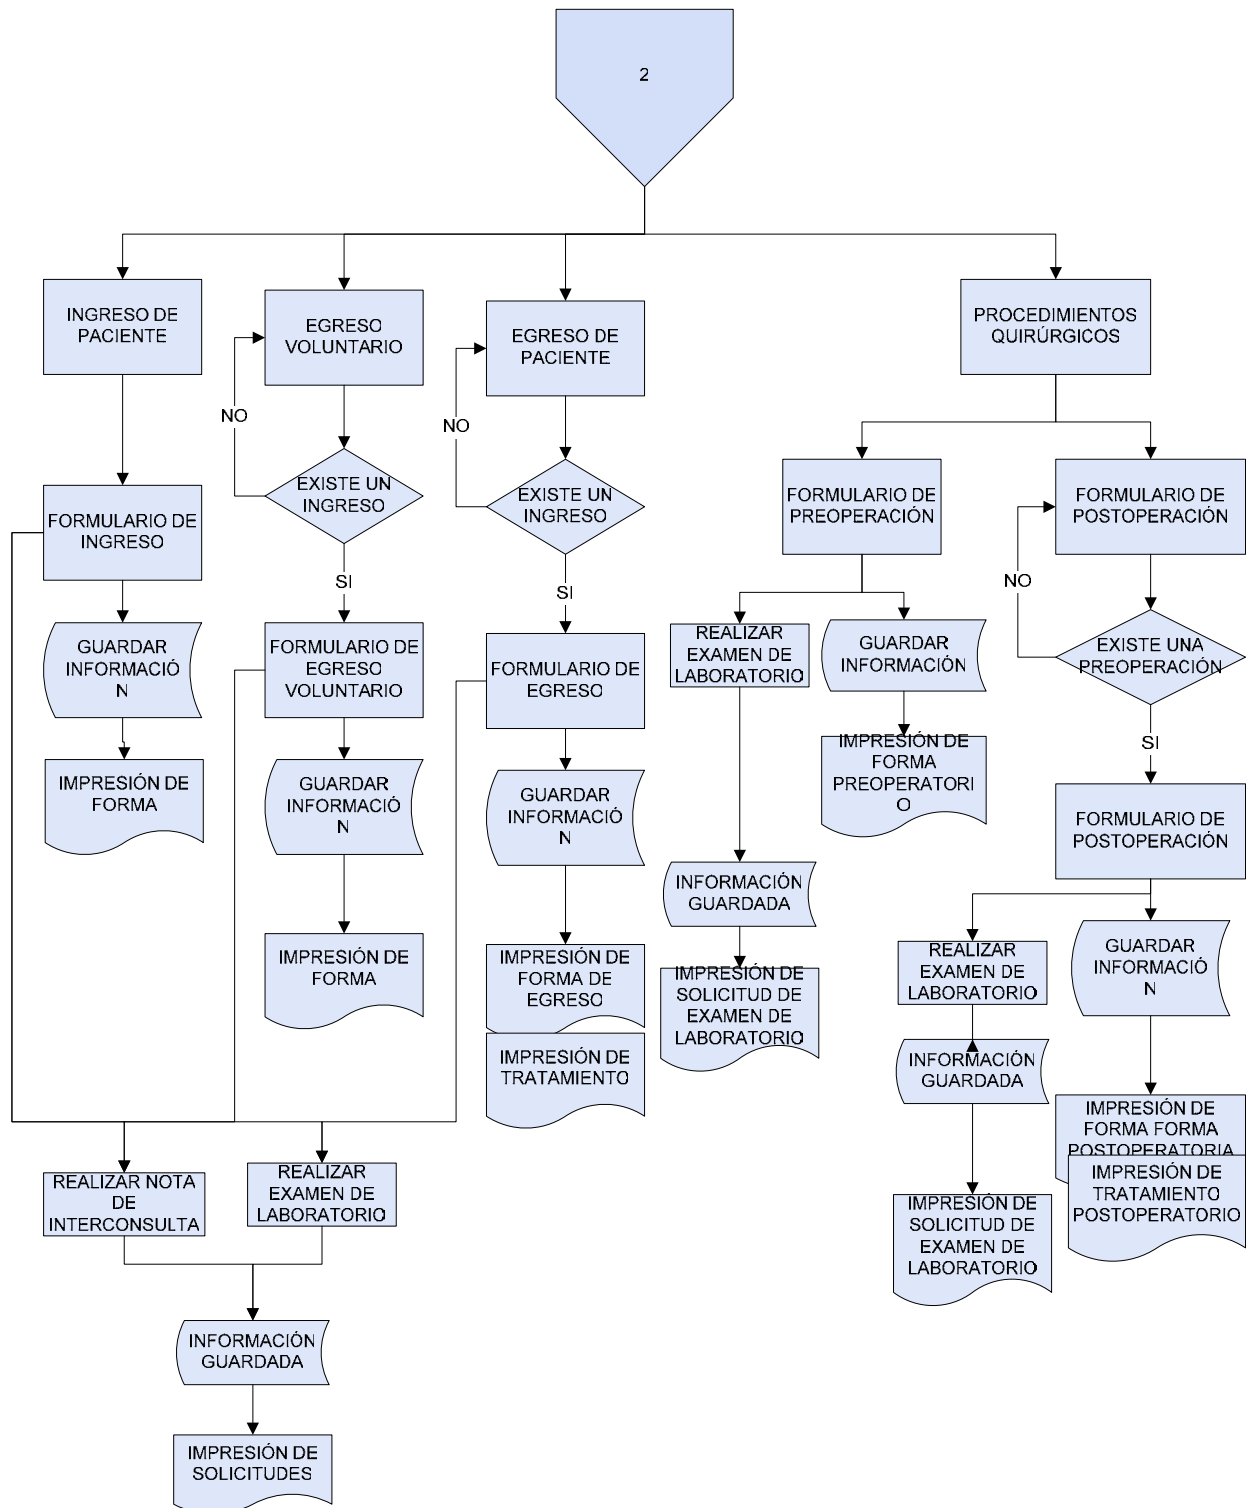 2
INGRESO DE
PACIENTE
EGRESO
VOLUNTARIO
EGRESO DE
PACIENTE
PROCEDIMIENTOS
QUIRÚRGICOS
NO
NO
EXISTE UN
INGRESO
EXISTE UN
INGRESO
FORMULARIO DE
INGRESO
FORMULARIO DE
PREOPERACIÓN
FORMULARIO DE
POSTOPERACIÓN
NO
SI
SI
GUARDAR
INFORMACIÓ
N
FORMULARIO DE
EGRESO
VOLUNTARIO
FORMULARIO DE
EGRESO
REALIZAR
EXAMEN DE
LABORATORIO
GUARDAR
INFORMACIÓN
EXISTE UNA
PREOPERACIÓN
SI
IMPRESIÓN DE
FORMA
GUARDAR
INFORMACIÓ
N
GUARDAR
INFORMACIÓ
N
IMPRESIÓN DE
FORMA
PREOPERATORI
O
FORMULARIO DE
POSTOPERACIÓN
INFORMACIÓN
GUARDADA
IMPRESIÓN DE
FORMA
IMPRESIÓN DE
FORMA DE
EGRESO
IMPRESIÓN DE
TRATAMIENTO
IMPRESIÓN DE
SOLICITUD DE
EXAMEN DE
LABORATORIO
REALIZAR
EXAMEN DE
LABORATORIO
GUARDAR
INFORMACIÓ
N
INFORMACIÓN
GUARDADA
IMPRESIÓN DE
FORMA FORMA
POSTOPERATORIA
IMPRESIÓN DE
TRATAMIENTO
POSTOPERATORIO
REALIZAR NOTA
DE
INTERCONSULTA
REALIZAR
EXAMEN DE
LABORATORIO
IMPRESIÓN DE
SOLICITUD DE
EXAMEN DE
LABORATORIO
INFORMACIÓN
GUARDADA
IMPRESIÓN DE
SOLICITUDES